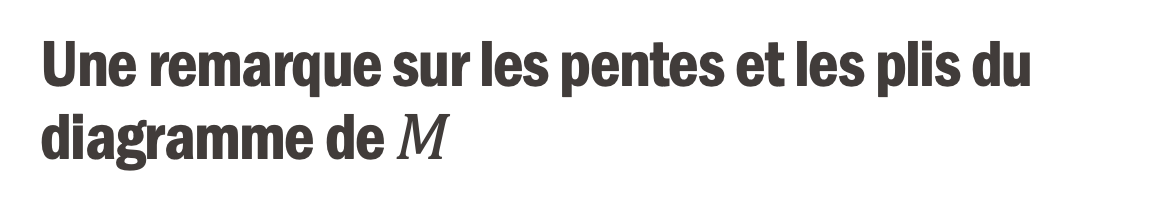 Une remarque sur les pentes et les plis du
diagramme de M